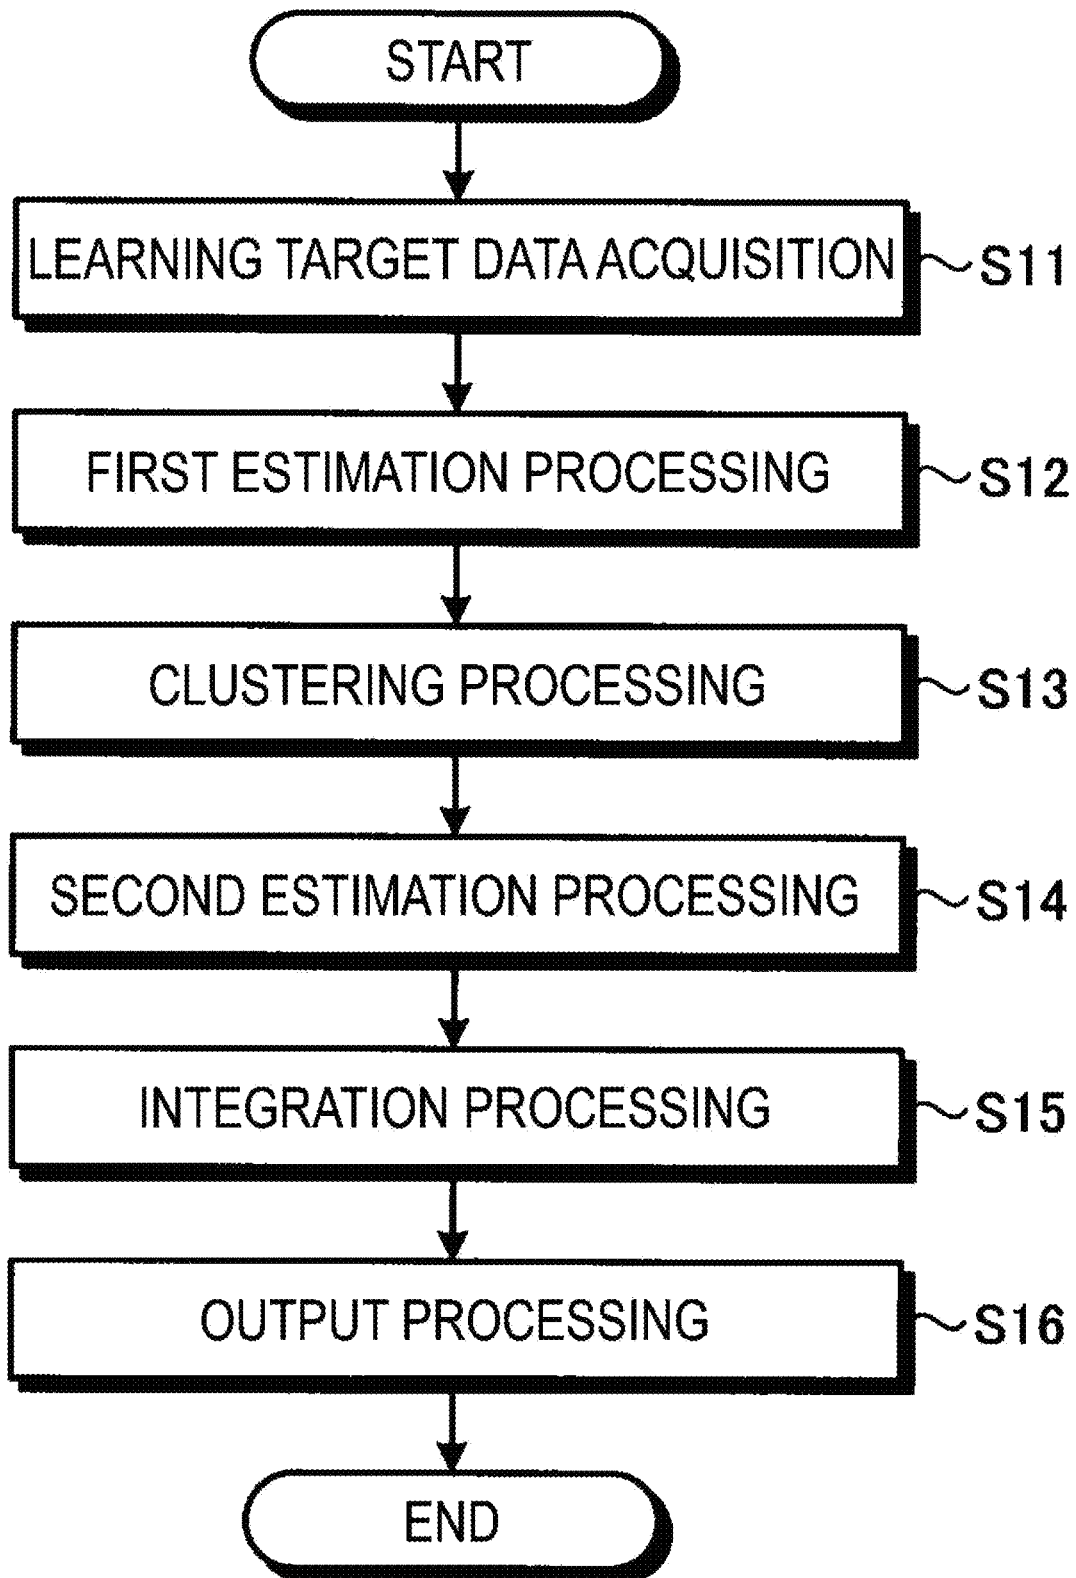 START
LEARNING TARGET DATA ACQUISITION S11
FIRST ESTIMATION PROCESSING S12
CLUSTERING PROCESSING S13
SECOND ESTIMATION PROCESSING S14
INTEGRATION PROCESSING S15
OUTPUT PROCESSING S16
END